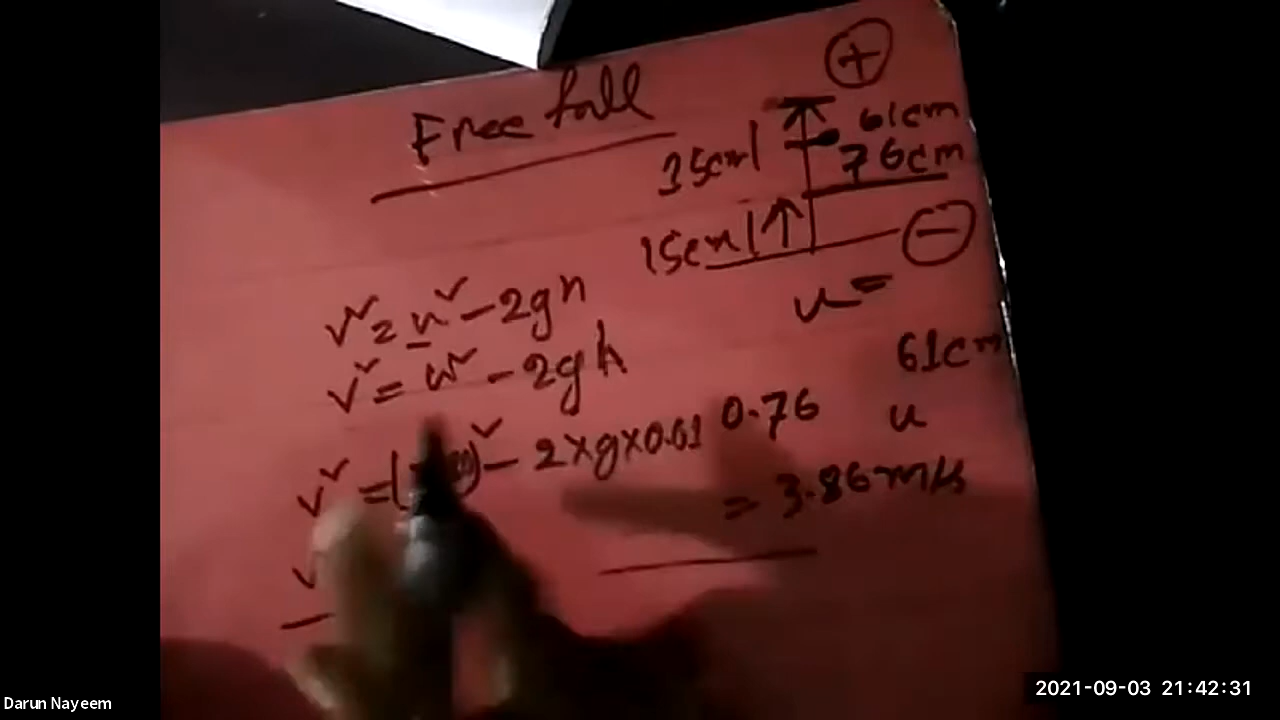 Free fall
+
61cm
76cm
15cm
15cm
−
u =
v² = u² − 2gh
v² = u² − 2gh
61cm
u
v² = ( )² − 2×g×0.61 0.76
= 3.86 m/s
v
Darun Nayeem
2021-09-03 21:42:31